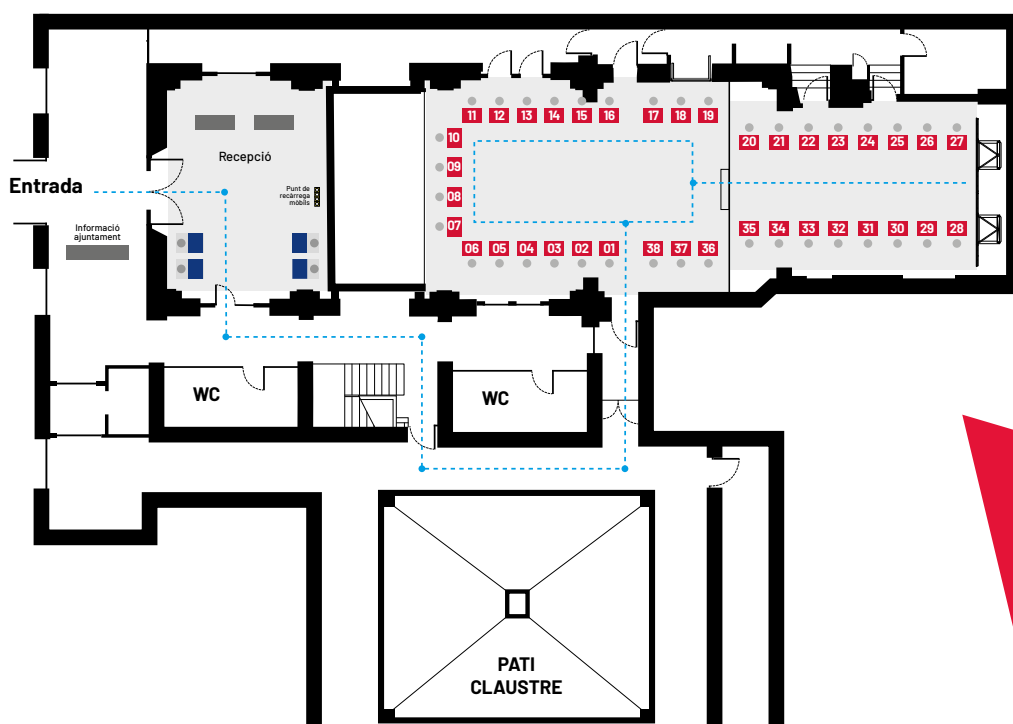 11 12 13 14 15 16 17 18 19
10
09
08
07
06 05 04 03 02 01 38 37 36
20 21 22 23 24 25 26 27
35 34 33 32 31 30 29 28
Recepció
Entrada
Punt de
recàrrega
mòbils
Informació
ajuntament
WC
WC
PATI
CLAUSTRE